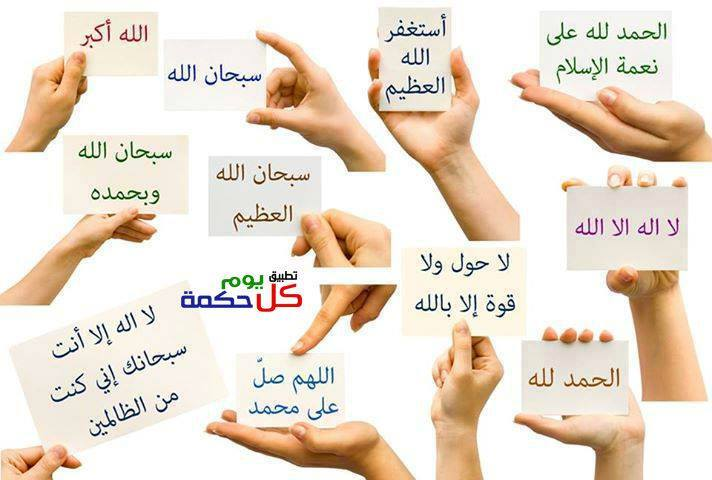 الحمد لله على
نعمة الإسلام
أستغفر
الله
العظيم
سبحان الله
الله أكبر
لا اله الا الله
سبحان الله
العظيم
سبحان الله
وبحمده
لا حول ولا
قوة إلا بالله
تطبيق
كل يوم
حكمة
الحمد لله
اللهم صلّ
على محمد
لا اله إلا أنت
سبحانك إني كنت
من الظالمين